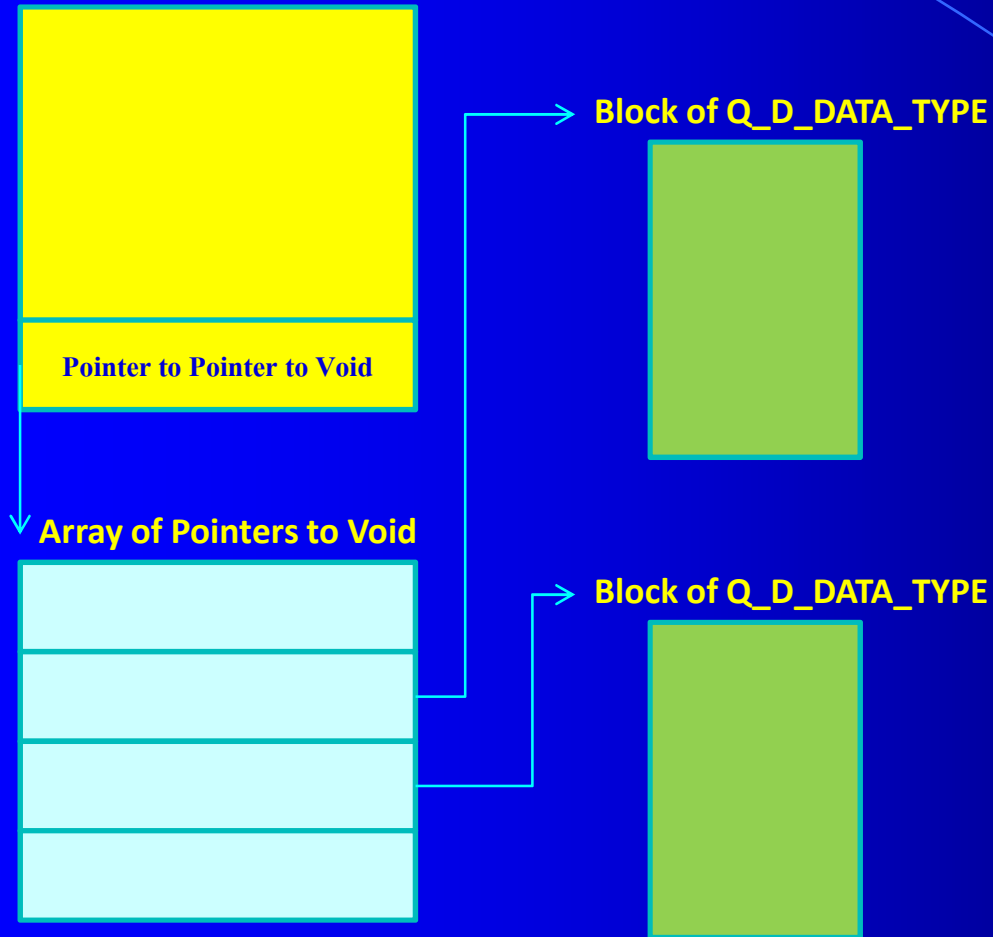 Block of Q_D_DATA_TYPE
Pointer to Pointer to Void
Array of Pointers to Void
Block of Q_D_DATA_TYPE